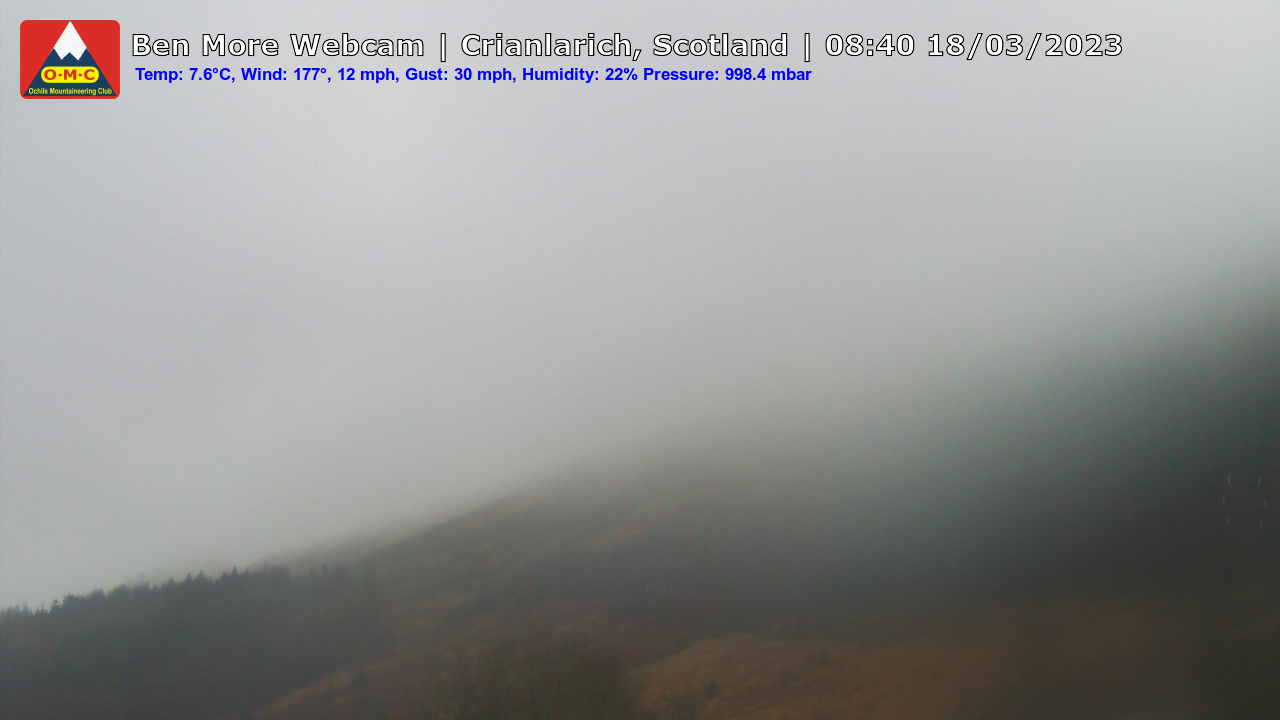 Ben More Webcam | Crianlarich, Scotland | 08:40 18/03/2023
Temp: 7.6°C, Wind: 177°, 12 mph, Gust: 30 mph, Humidity: 22% Pressure: 998.4 mbar
O-M-C
Ochils Mountaineering Club